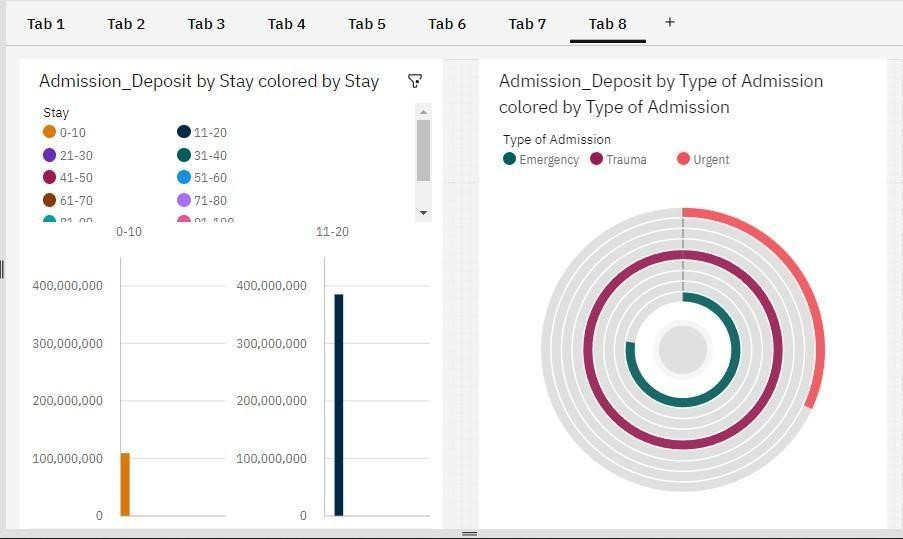 Tab 1 Tab 2 Tab 3 Tab 4 Tab 5 Tab 6 Tab 7 Tab 8 +
Admission_Deposit by Stay colored by Stay
Stay
0-10 11-20
21-30 31-40
41-50 51-60
61-70 71-80
0-10 11-20
400,000,000 400,000,000
300,000,000 300,000,000
200,000,000 200,000,000
100,000,000 100,000,000
0 0
Admission_Deposit by Type of Admission
colored by Type of Admission
Type of Admission
Emergency Trauma Urgent